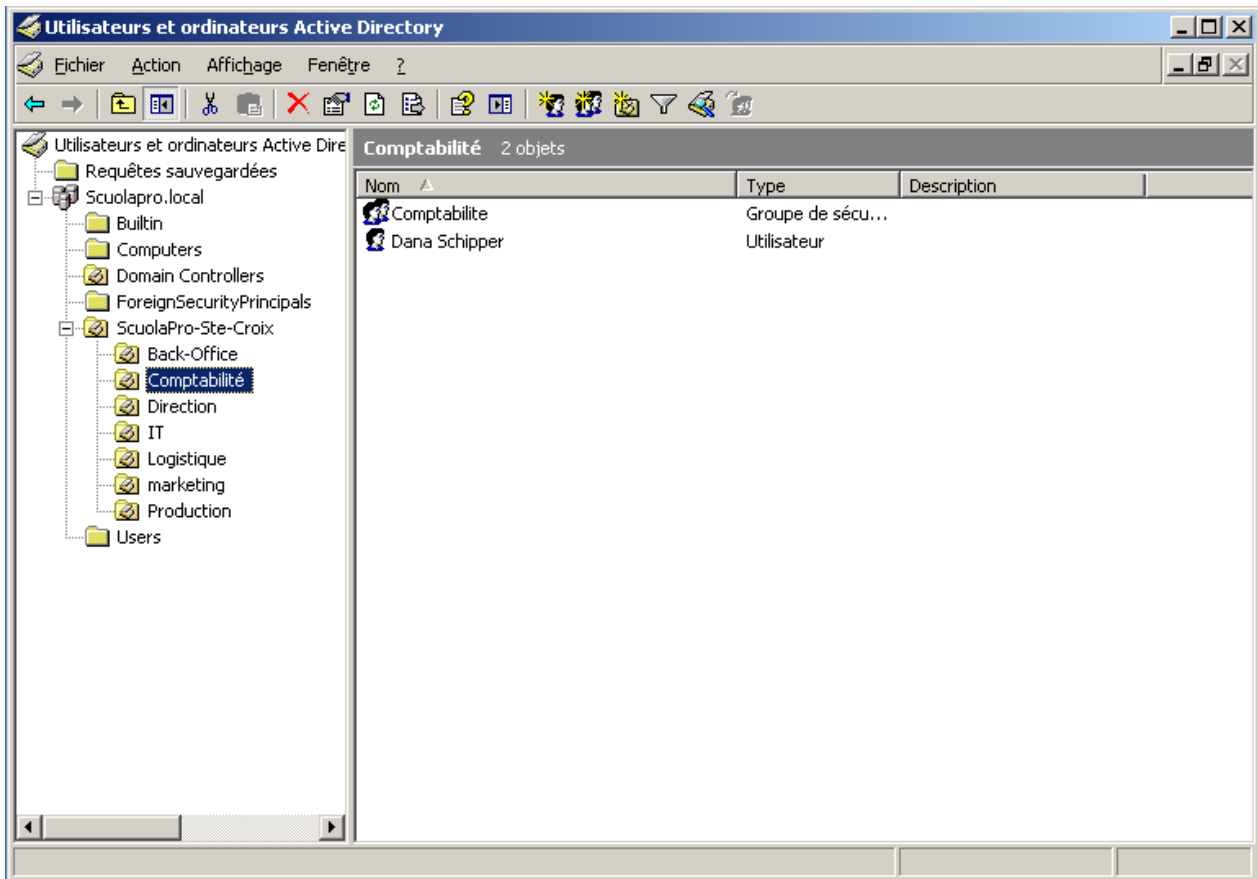 Utilisateurs et ordinateurs Active Directory
Fichier Action Affichage Fenêtre ?
Utilisateurs et ordinateurs Active Dire
Requêtes sauvegardées
Scuolapro.local
Builtin
Computers
Domain Controllers
ForeignSecurityPrincipals
ScuolaPro-Ste-Croix
Back-Office
Comptabilité
Direction
IT
Logistique
marketing
Production
Users
Comptabilité 2 objets
Nom Type Description
Comptabilite Groupe de sécu...
Dana Schipper Utilisateur